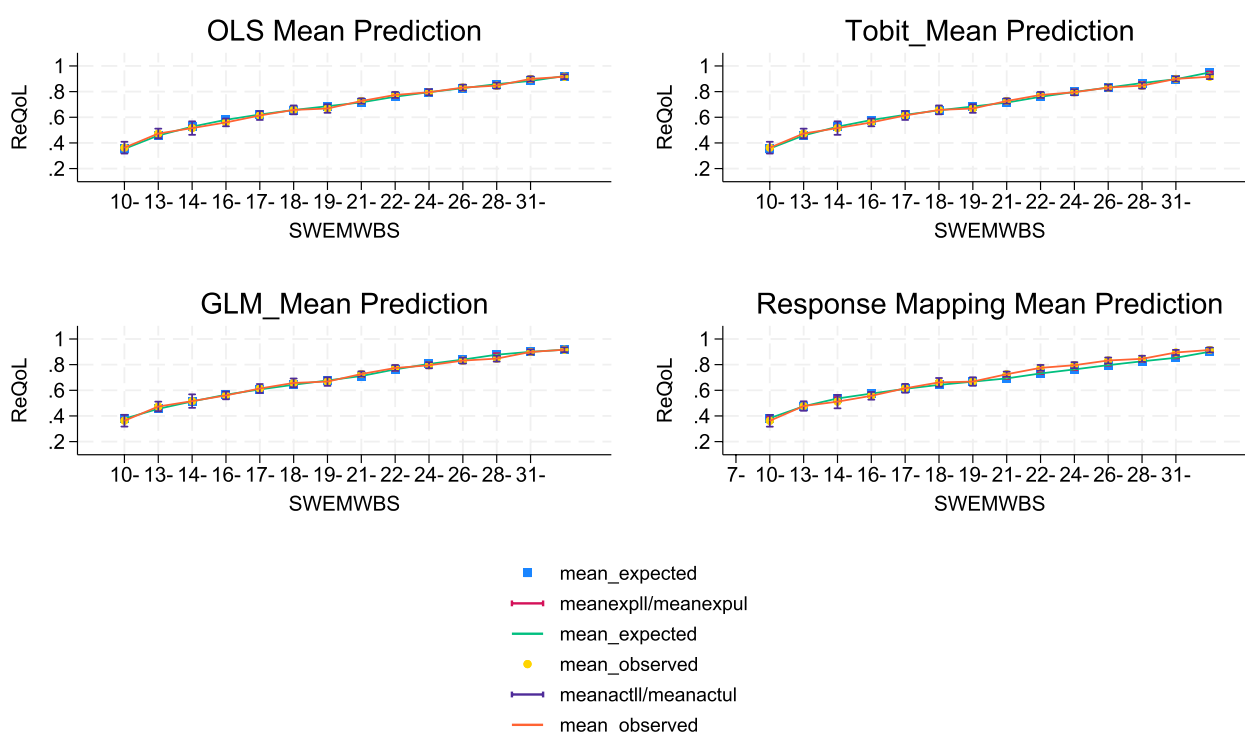 OLS Mean Prediction
ReQoL
1
.8
.6
.4
.2
10- 13- 14- 16- 17- 18- 19- 21- 22- 24- 26- 28- 31-
SWEMWBS
Tobit_Mean Prediction
ReQoL
1
.8
.6
.4
.2
10- 13- 14- 16- 17- 18- 19- 21- 22- 24- 26- 28- 31-
SWEMWBS
GLM_Mean Prediction
ReQoL
1
.8
.6
.4
.2
10- 13- 14- 16- 17- 18- 19- 21- 22- 24- 26- 28- 31-
SWEMWBS
Response Mapping Mean Prediction
ReQoL
1
.8
.6
.4
.2
7- 10- 13- 14- 16- 17- 18- 19- 21- 22- 24- 26- 28- 31-
SWEMWBS
mean_expected
meanexpll/meanexpul
mean_expected
mean_observed
meanactll/meanactul
mean_observed